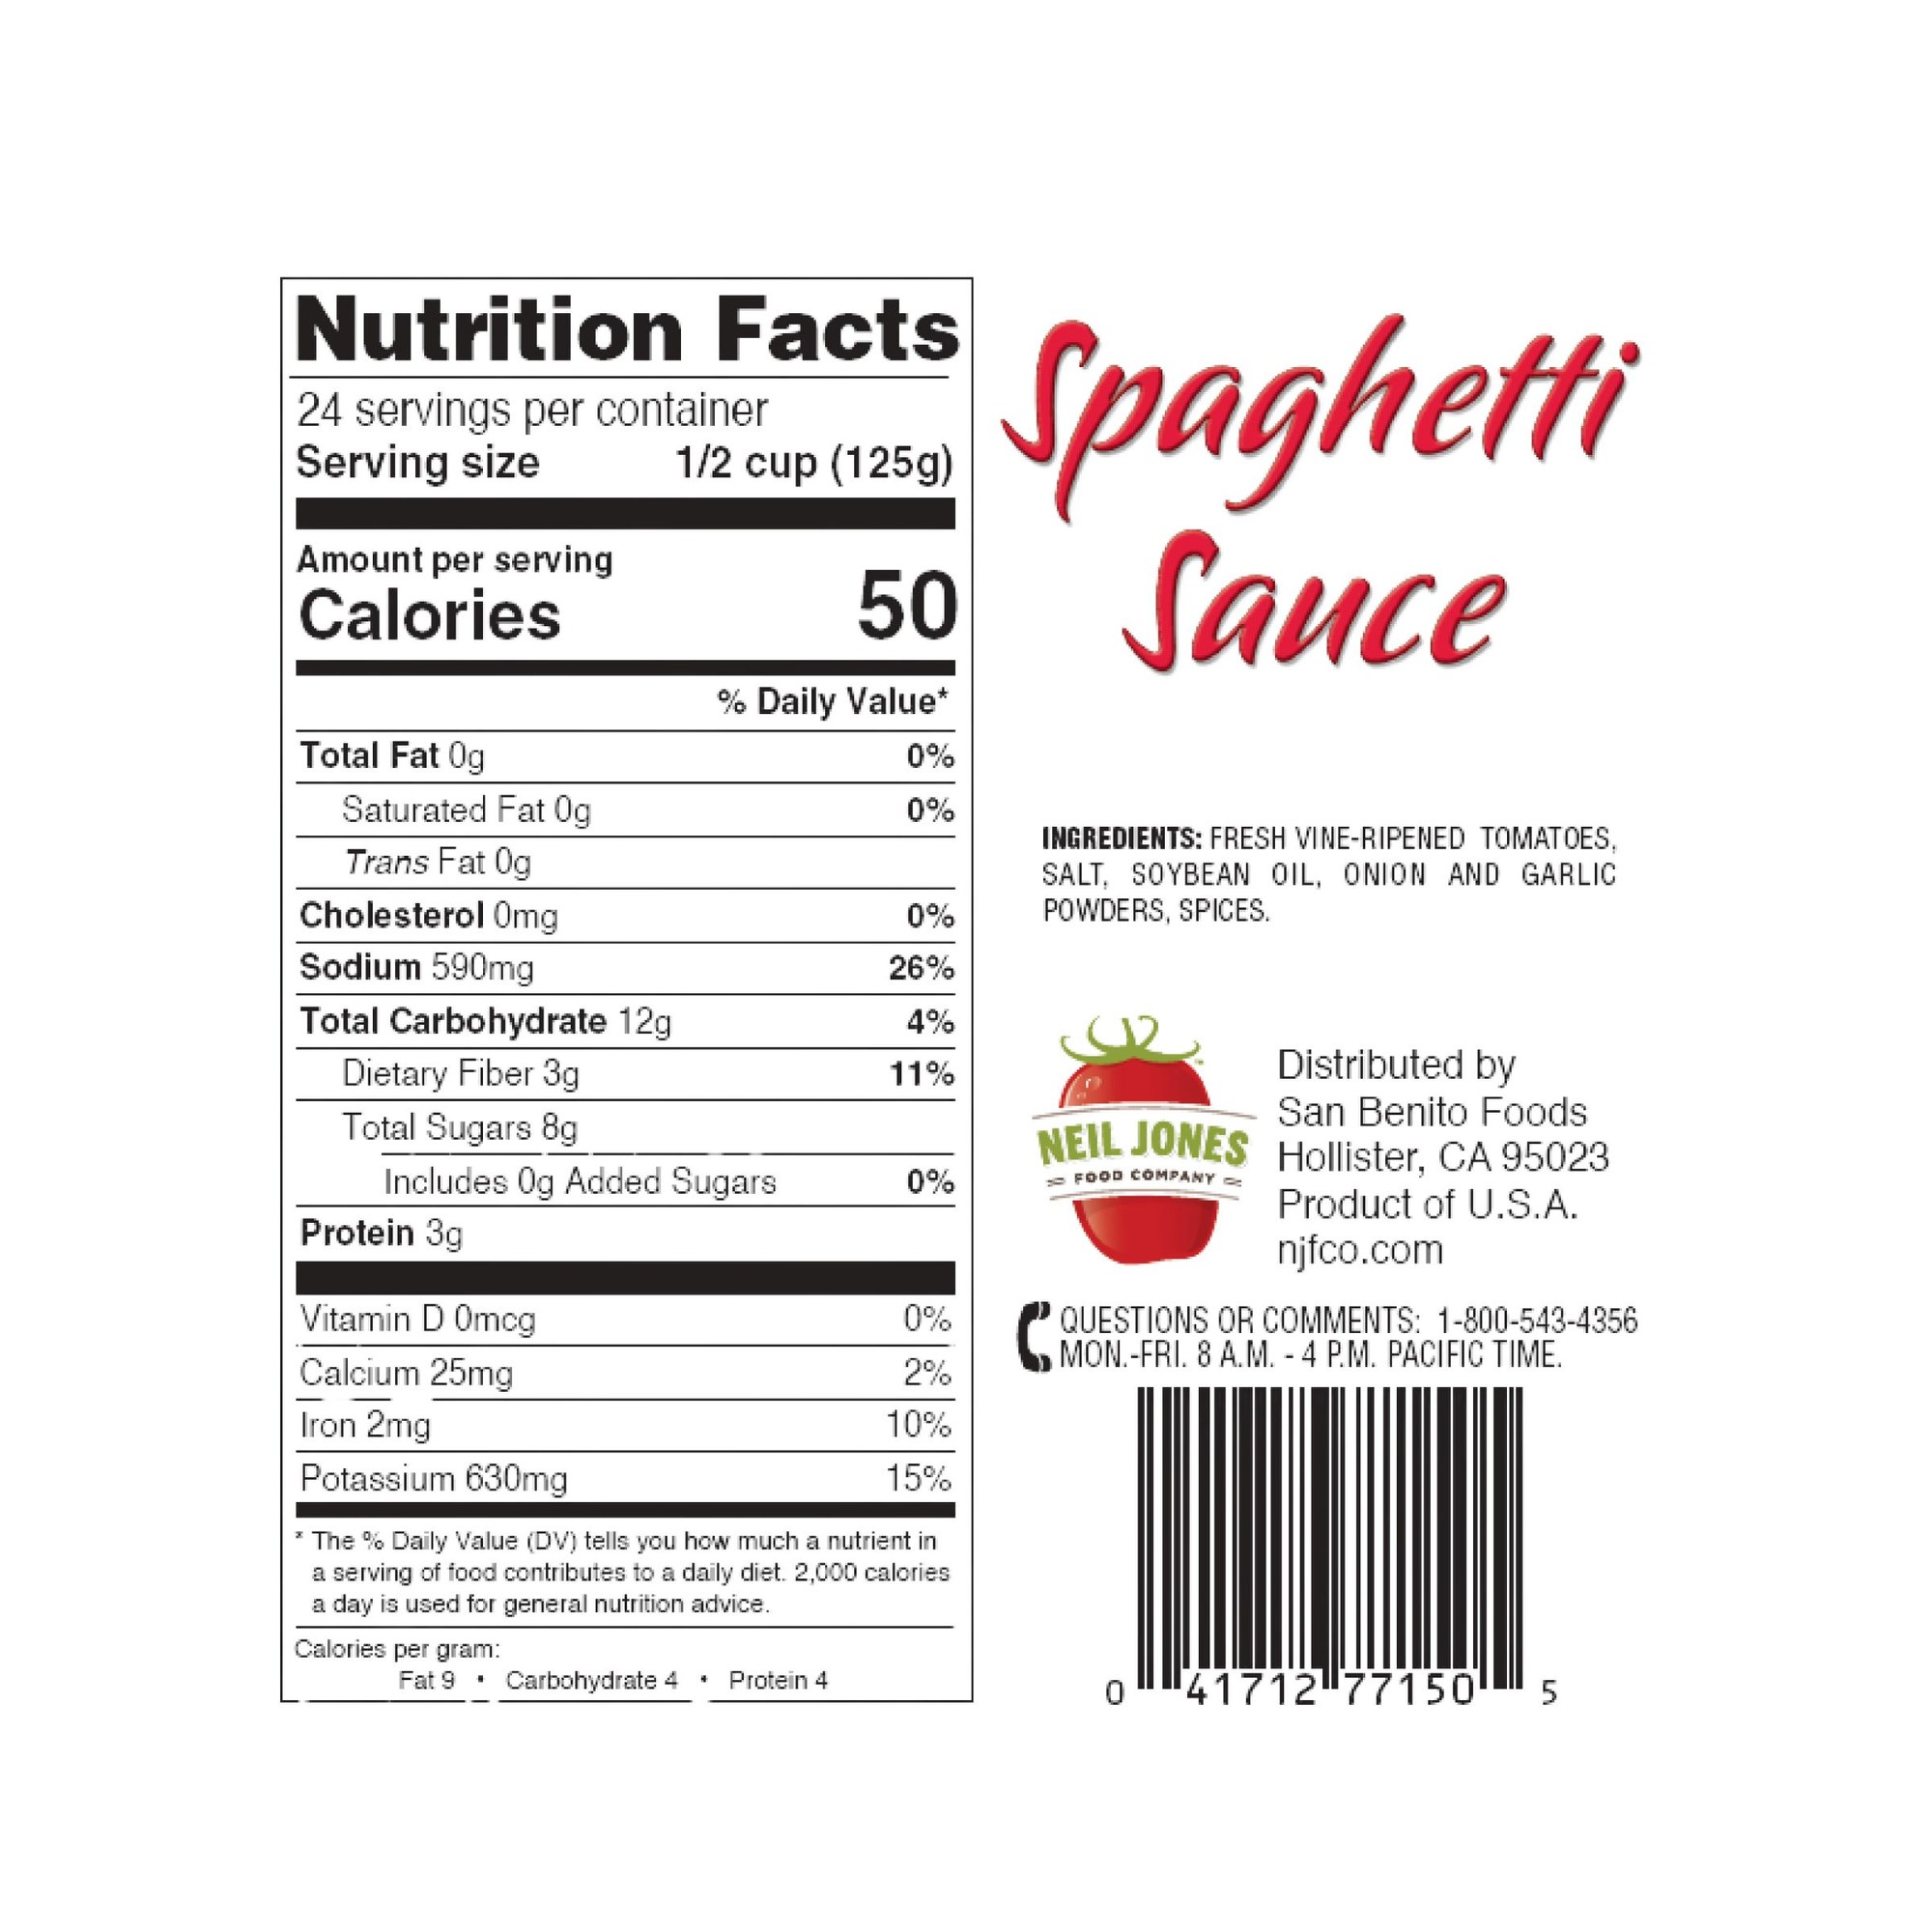 Nutrition Facts
24 servings per container
Serving size 1/2 cup (125g)
Amount per serving
Calories 50
% Daily Value*
Total Fat 0g 0%
Saturated Fat 0g 0%
Trans Fat 0g
Cholesterol 0mg 0%
Sodium 590mg 26%
Total Carbohydrate 12g 4%
Dietary Fiber 3g 11%
Total Sugars 8g
Includes 0g Added Sugars 0%
Protein 3g
Vitamin D 0mcg 0%
Calcium 25mg 2%
Iron 2mg 10%
Potassium 630mg 15%
* The % Daily Value (DV) tells you how much a nutrient in
a serving of food contributes to a daily diet. 2,000 calories
a day is used for general nutrition advice.
Calories per gram:
Fat 9 • Carbohydrate 4 • Protein 4
Spaghetti
Sauce
INGREDIENTS: FRESH VINE-RIPENED TOMATOES,
SALT, SOYBEAN OIL, ONION AND GARLIC
POWDERS, SPICES.
NEIL JONES
FOOD COMPANY
Distributed by
San Benito Foods
Hollister, CA 95023
Product of U.S.A.
njfco.com
QUESTIONS OR COMMENTS: 1-800-543-4356
MON.-FRI. 8 A.M. - 4 P.M. PACIFIC TIME.
0 41712 77150 5